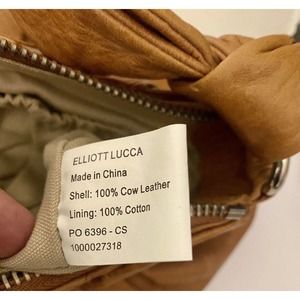 ELLIOTT LUCCA
Made in China
Shell: 100% Cow Leather
Lining: 100% Cotton
PO 6396 - CS
1000027318